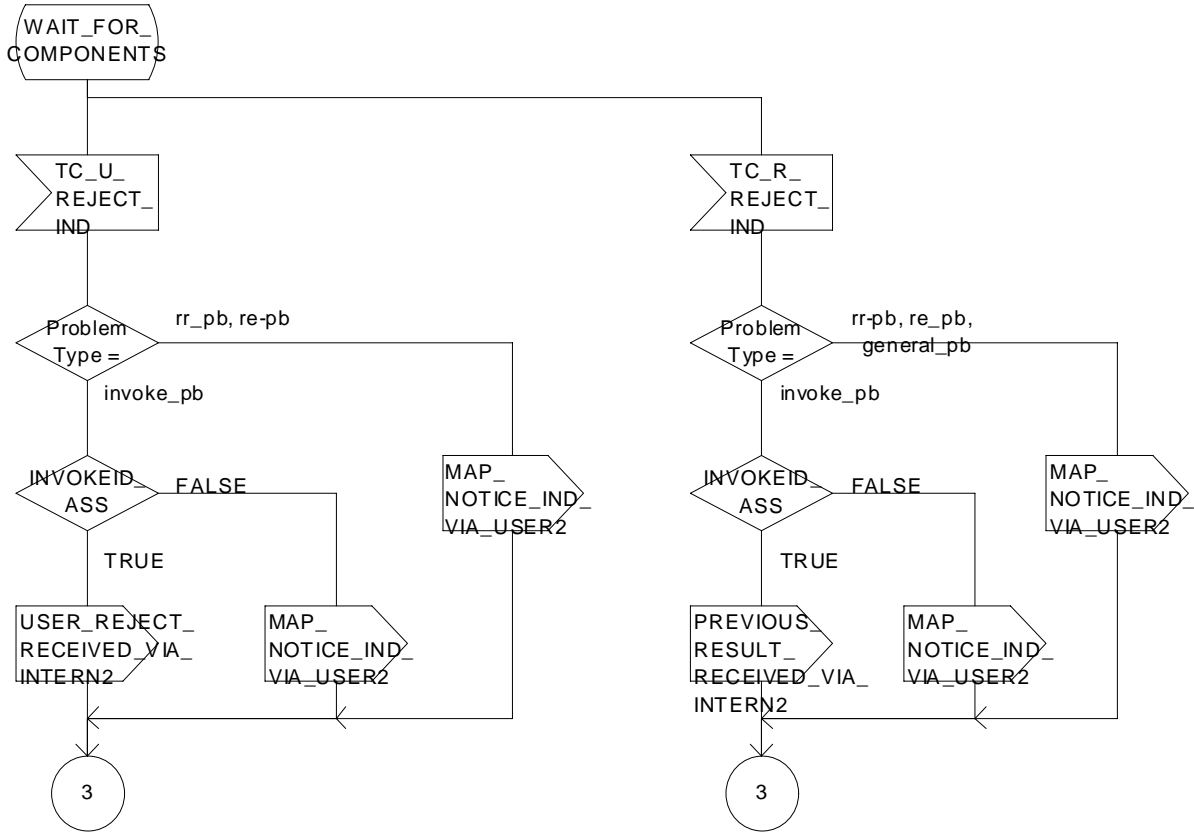 WAIT_FOR_
COMPONENTS
TC_U_
REJECT_
IND
TC_R_
REJECT_
IND
Problem
Type =
rr_pb, re-pb
invoke_pb
Problem
Type =
rr-pb, re_pb,
general_pb
invoke_pb
INVOKEID_
ASS
FALSE
TRUE
MAP_
NOTICE_IND_
VIA_USER2
INVOKEID_
ASS
FALSE
TRUE
MAP_
NOTICE_IND_
VIA_USER2
USER_REJECT_
RECEIVED_VIA_
INTERN2
MAP_
NOTICE_IND_
VIA_USER2
PREVIOUS_
RESULT_
RECEIVED_VIA_
INTERN2
MAP_
NOTICE_IND_
VIA_USER2
3
3